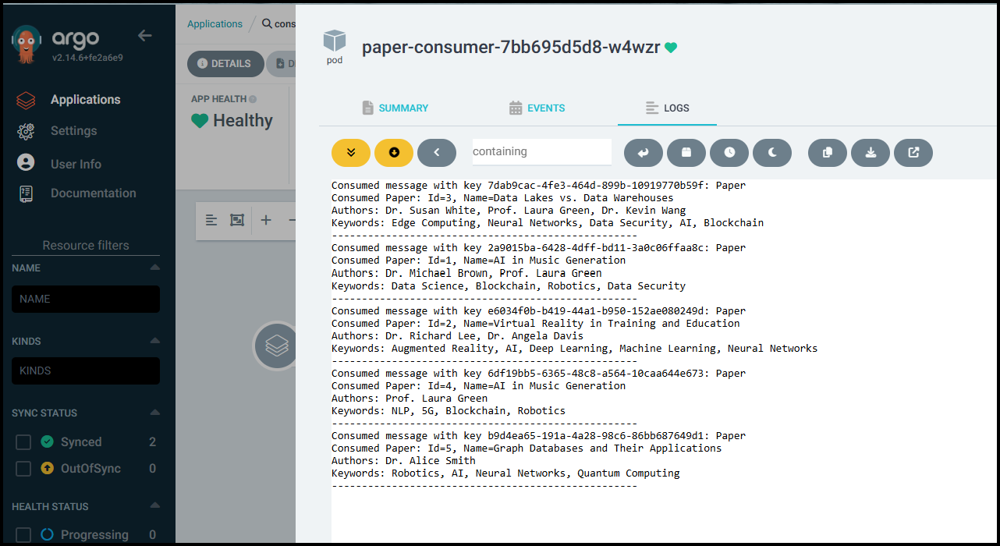 argo
v2.14.6+fe2a6e9
Applications
Settings
User Info
Documentation
Resource filters
NAME
NAME
KINDS
KINDS
SYNC STATUS
Synced 2
OutOfSync 0
HEALTH STATUS
Progressing 0
Applications / cons
DETAILS
D
APP HEALTH
Healthy
pod
paper-consumer-7bb695d5d8-w4wzr
SUMMARY
EVENTS
LOGS
containing
Consumed message with key 7dab9cac-4fe3-464d-899b-10919770b59f: Paper
Consumed Paper: Id=3, Name=Data Lakes vs. Data Warehouses
Authors: Dr. Susan White, Prof. Laura Green, Dr. Kevin Wang
Keywords: Edge Computing, Neural Networks, Data Security, AI, Blockchain
---------------------------------------------------
Consumed message with key 2a9015ba-6428-4dff-bd11-3a0c06ffaa8c: Paper
Consumed Paper: Id=1, Name=AI in Music Generation
Authors: Dr. Michael Brown, Prof. Laura Green
Keywords: Data Science, Blockchain, Robotics, Data Security
---------------------------------------------------
Consumed message with key e6034f0b-b419-44a1-b950-152ae080249d: Paper
Consumed Paper: Id=2, Name=Virtual Reality in Training and Education
Authors: Dr. Richard Lee, Dr. Angela Davis
Keywords: Augmented Reality, AI, Deep Learning, Machine Learning, Neural Networks
---------------------------------------------------
Consumed message with key 6df19bb5-6365-48c8-a564-10caa644e673: Paper
Consumed Paper: Id=4, Name=AI in Music Generation
Authors: Prof. Laura Green
Keywords: NLP, 5G, Blockchain, Robotics
---------------------------------------------------
Consumed message with key b9d4ea65-191a-4a28-98c6-86bb687649d1: Paper
Consumed Paper: Id=5, Name=Graph Databases and Their Applications
Authors: Dr. Alice Smith
Keywords: Robotics, AI, Neural Networks, Quantum Computing
---------------------------------------------------